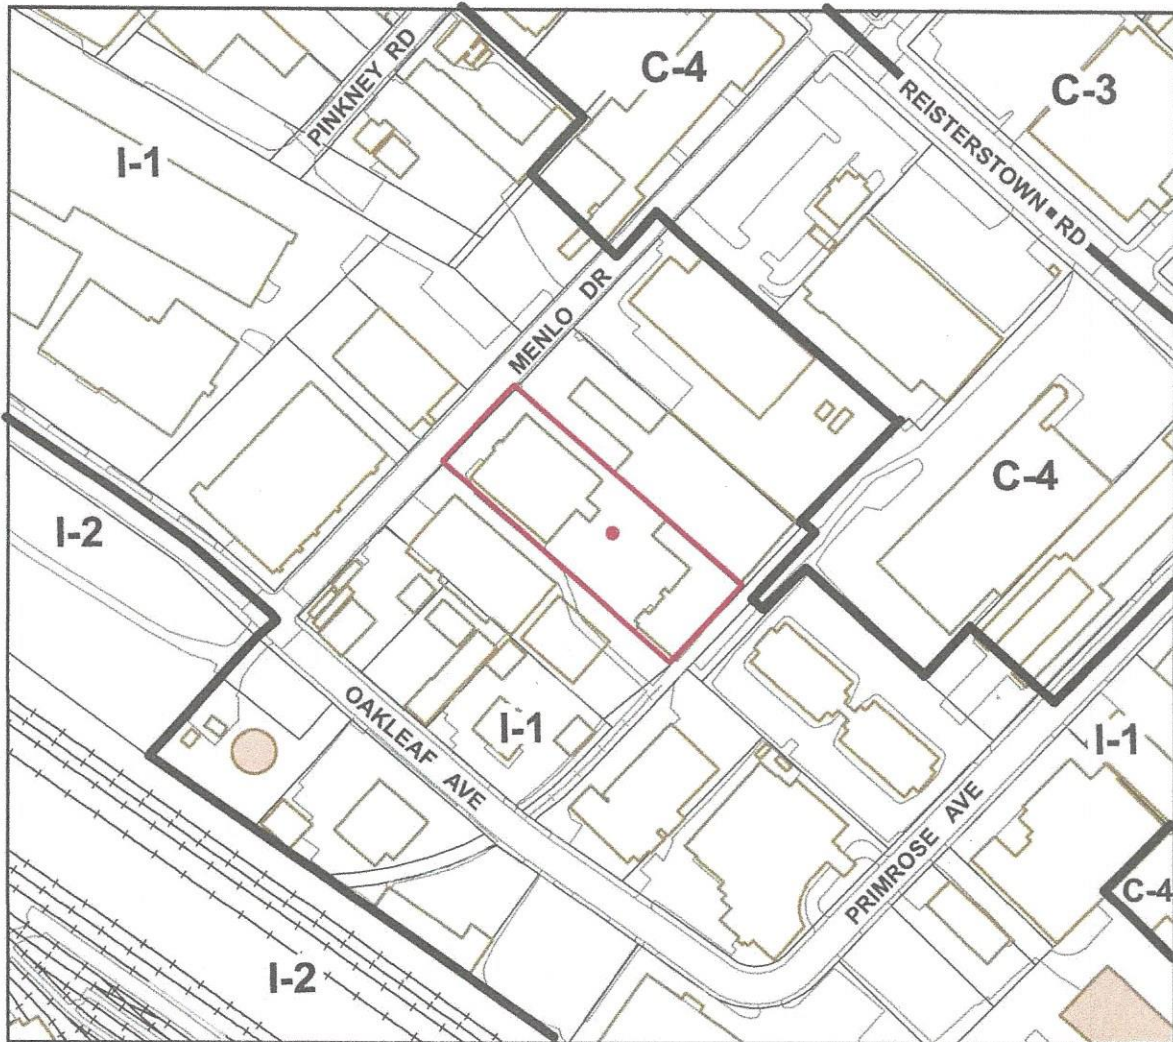 PINKNEY RD
C-4
C-3
REISTERSTOWN RD
I-1
MENLO DR
C-4
I-2
OAKLEAF AVE
I-1
I-1
PRIMROSE AVE
C-4
I-2